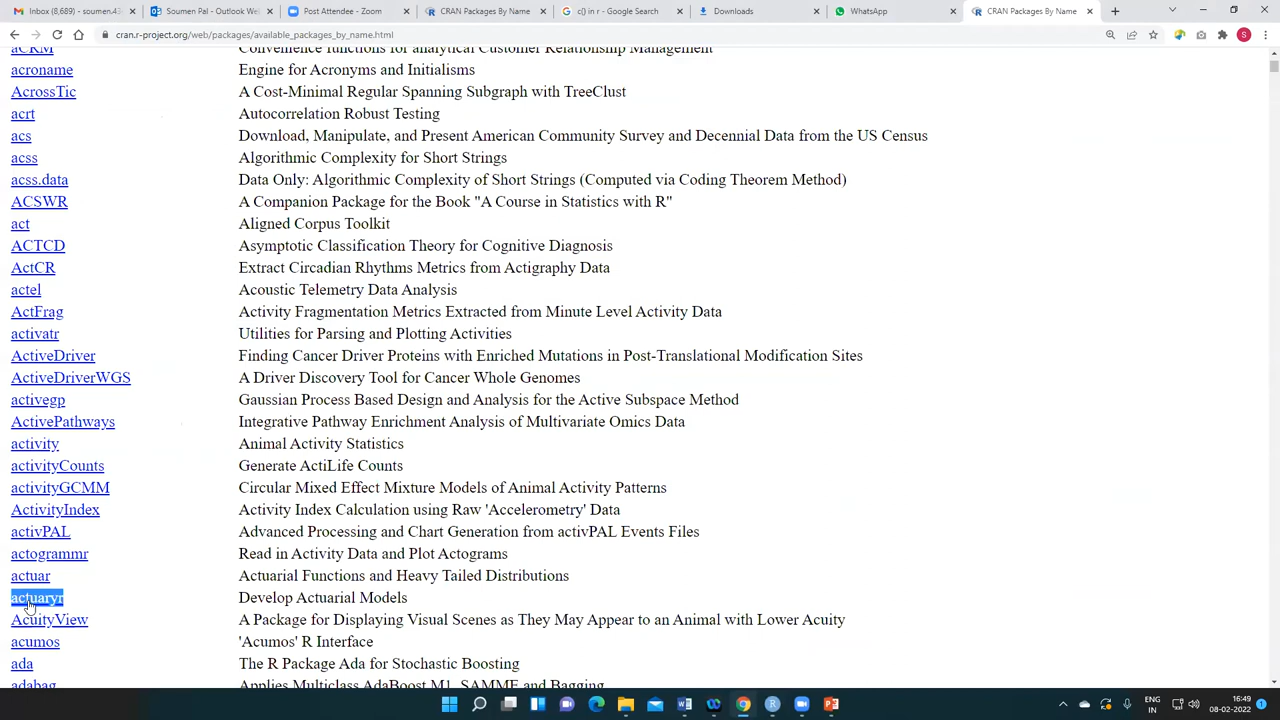 Inbox (8,689) - soumen.43
Soumen Pal - Outlook Web
Post Attendee - Zoom
CRAN Packages By Name
c() in r - Google Search
Downloads
WhatsApp
CRAN Packages By Name
cran.r-project.org/web/packages/available_packages_by_name.html
S
aCRM Convenience functions for analytical Customer Relationship Management
acroname Engine for Acronyms and Initialisms
AcrossTic A Cost-Minimal Regular Spanning Subgraph with TreeClust
acrt Autocorrelation Robust Testing
acs Download, Manipulate, and Present American Community Survey and Decennial Data from the US Census
acss Algorithmic Complexity for Short Strings
acss.data Data Only: Algorithmic Complexity of Short Strings (Computed via Coding Theorem Method)
ACSWR A Companion Package for the Book "A Course in Statistics with R"
act Aligned Corpus Toolkit
ACTCD Asymptotic Classification Theory for Cognitive Diagnosis
ActCR Extract Circadian Rhythms Metrics from Actigraphy Data
actel Acoustic Telemetry Data Analysis
ActFrag Activity Fragmentation Metrics Extracted from Minute Level Activity Data
activatr Utilities for Parsing and Plotting Activities
ActiveDriver Finding Cancer Driver Proteins with Enriched Mutations in Post-Translational Modification Sites
ActiveDriverWGS A Driver Discovery Tool for Cancer Whole Genomes
activegp Gaussian Process Based Design and Analysis for the Active Subspace Method
ActivePathways Integrative Pathway Enrichment Analysis of Multivariate Omics Data
activity Animal Activity Statistics
activityCounts Generate ActiLife Counts
activityGCMM Circular Mixed Effect Mixture Models of Animal Activity Patterns
ActivityIndex Activity Index Calculation using Raw 'Accelerometry' Data
activPAL Advanced Processing and Chart Generation from activPAL Events Files
actogrammr Read in Activity Data and Plot Actograms
actuar Actuarial Functions and Heavy Tailed Distributions
actuaryr Develop Actuarial Models
AcuityView A Package for Displaying Visual Scenes as They May Appear to an Animal with Lower Acuity
acumos 'Acumos' R Interface
ada The R Package Ada for Stochastic Boosting
adabag Applies Multiclass AdaBoost.M1, SAMME and Bagging
ENG 16:49
IN 08-02-2022